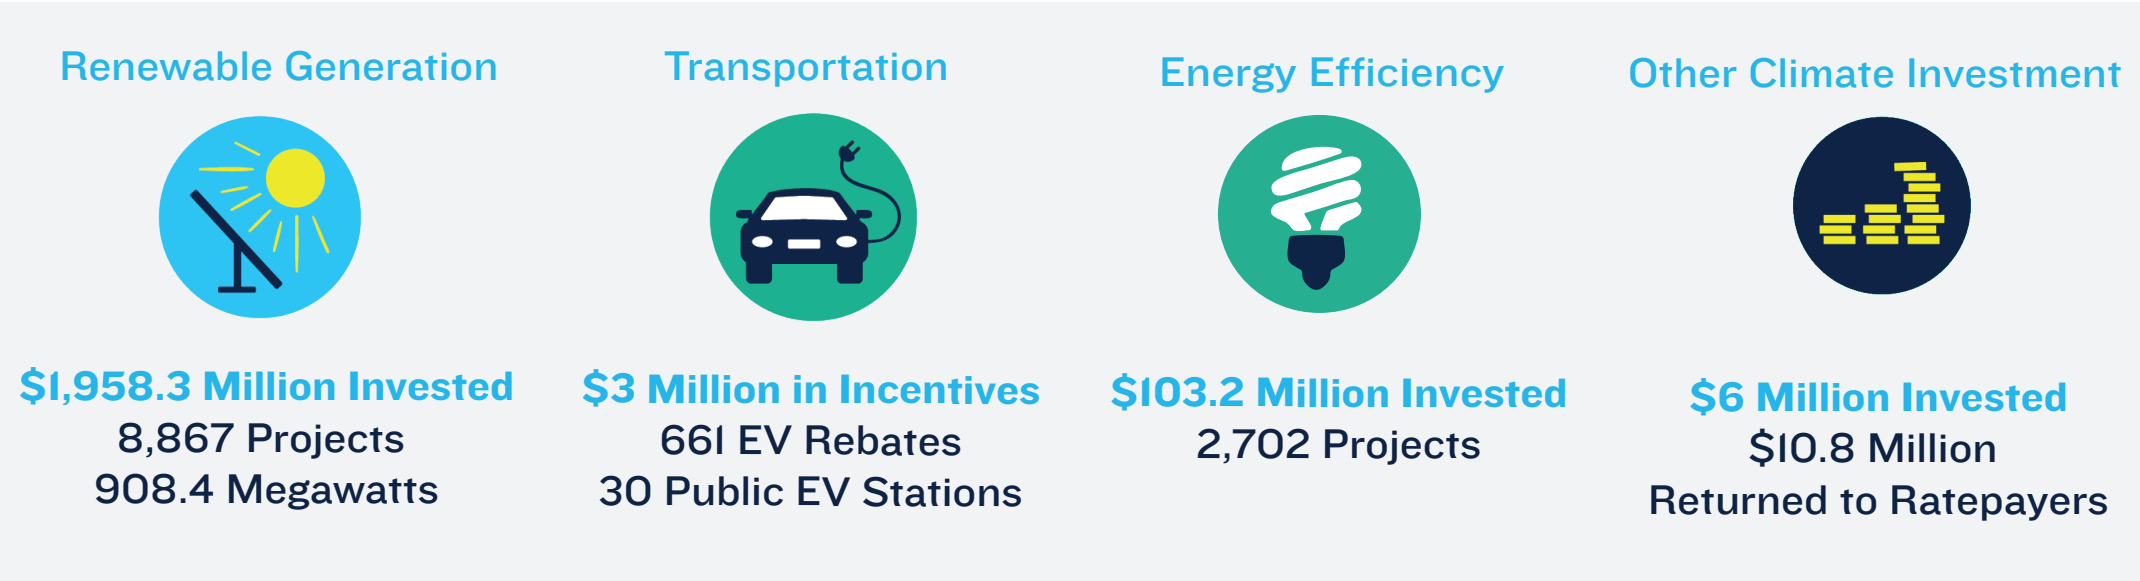 Renewable Generation
$1,958.3 Million Invested
8,867 Projects
908.4 Megawatts
Transportation
$3 Million in Incentives
661 EV Rebates
30 Public EV Stations
Energy Efficiency
$103.2 Million Invested
2,702 Projects
Other Climate Investment
$6 Million Invested
$10.8 Million
Returned to Ratepayers